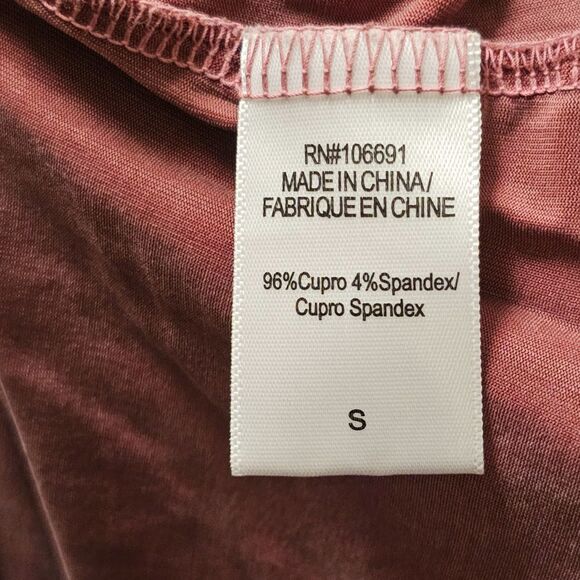 RN#106691
MADE IN CHINA/
FABRIQUE EN CHINE
96%Cupro 4%Spandex/
Cupro Spandex
S